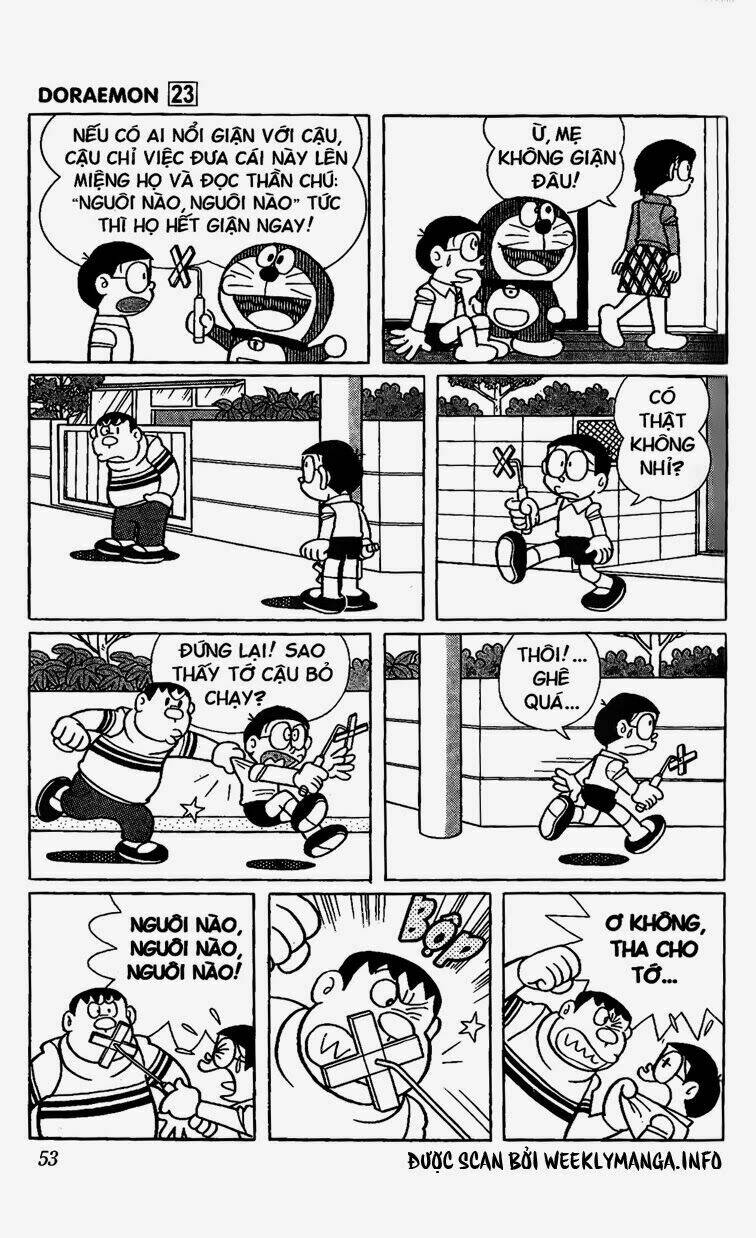 DORAEMON 23
NẾU CÓ AI NỔI GIẬN VỚI CẬU,
CẬU CHỈ VIỆC ĐƯA CÁI NÀY LÊN
MIỆNG HỌ VÀ ĐỌC THẦN CHÚ:
"NGUÔI NÀO, NGUÔI NÀO" TỨC
THÌ HỌ HẾT GIẬN NGAY!
Ừ, MẸ
KHÔNG GIẬN
ĐÂU!
CÓ
THẬT
KHÔNG
NHỈ?
ĐỨNG LẠI! SAO
THẤY TỚ CẬU BỎ
CHẠY?
THÔI!...
GHÊ
QUÁ...
NGUÔI NÀO,
NGUÔI NÀO,
NGUÔI NÀO!
BỘP
Ơ KHÔNG,
THA CHO
TỚ...
53
ĐƯỢC SCAN BỞI WEEKLYMANGA.INFO